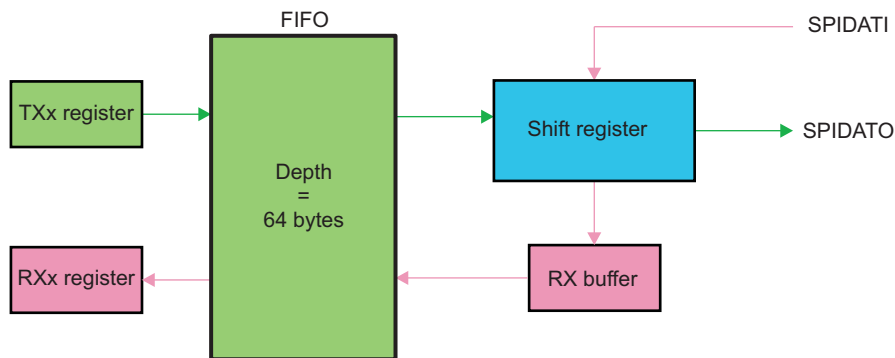 FIFO
SPIDATI
TXx register
Shift register
SPIDATO
Depth
=
64 bytes
RXx register
RX buffer